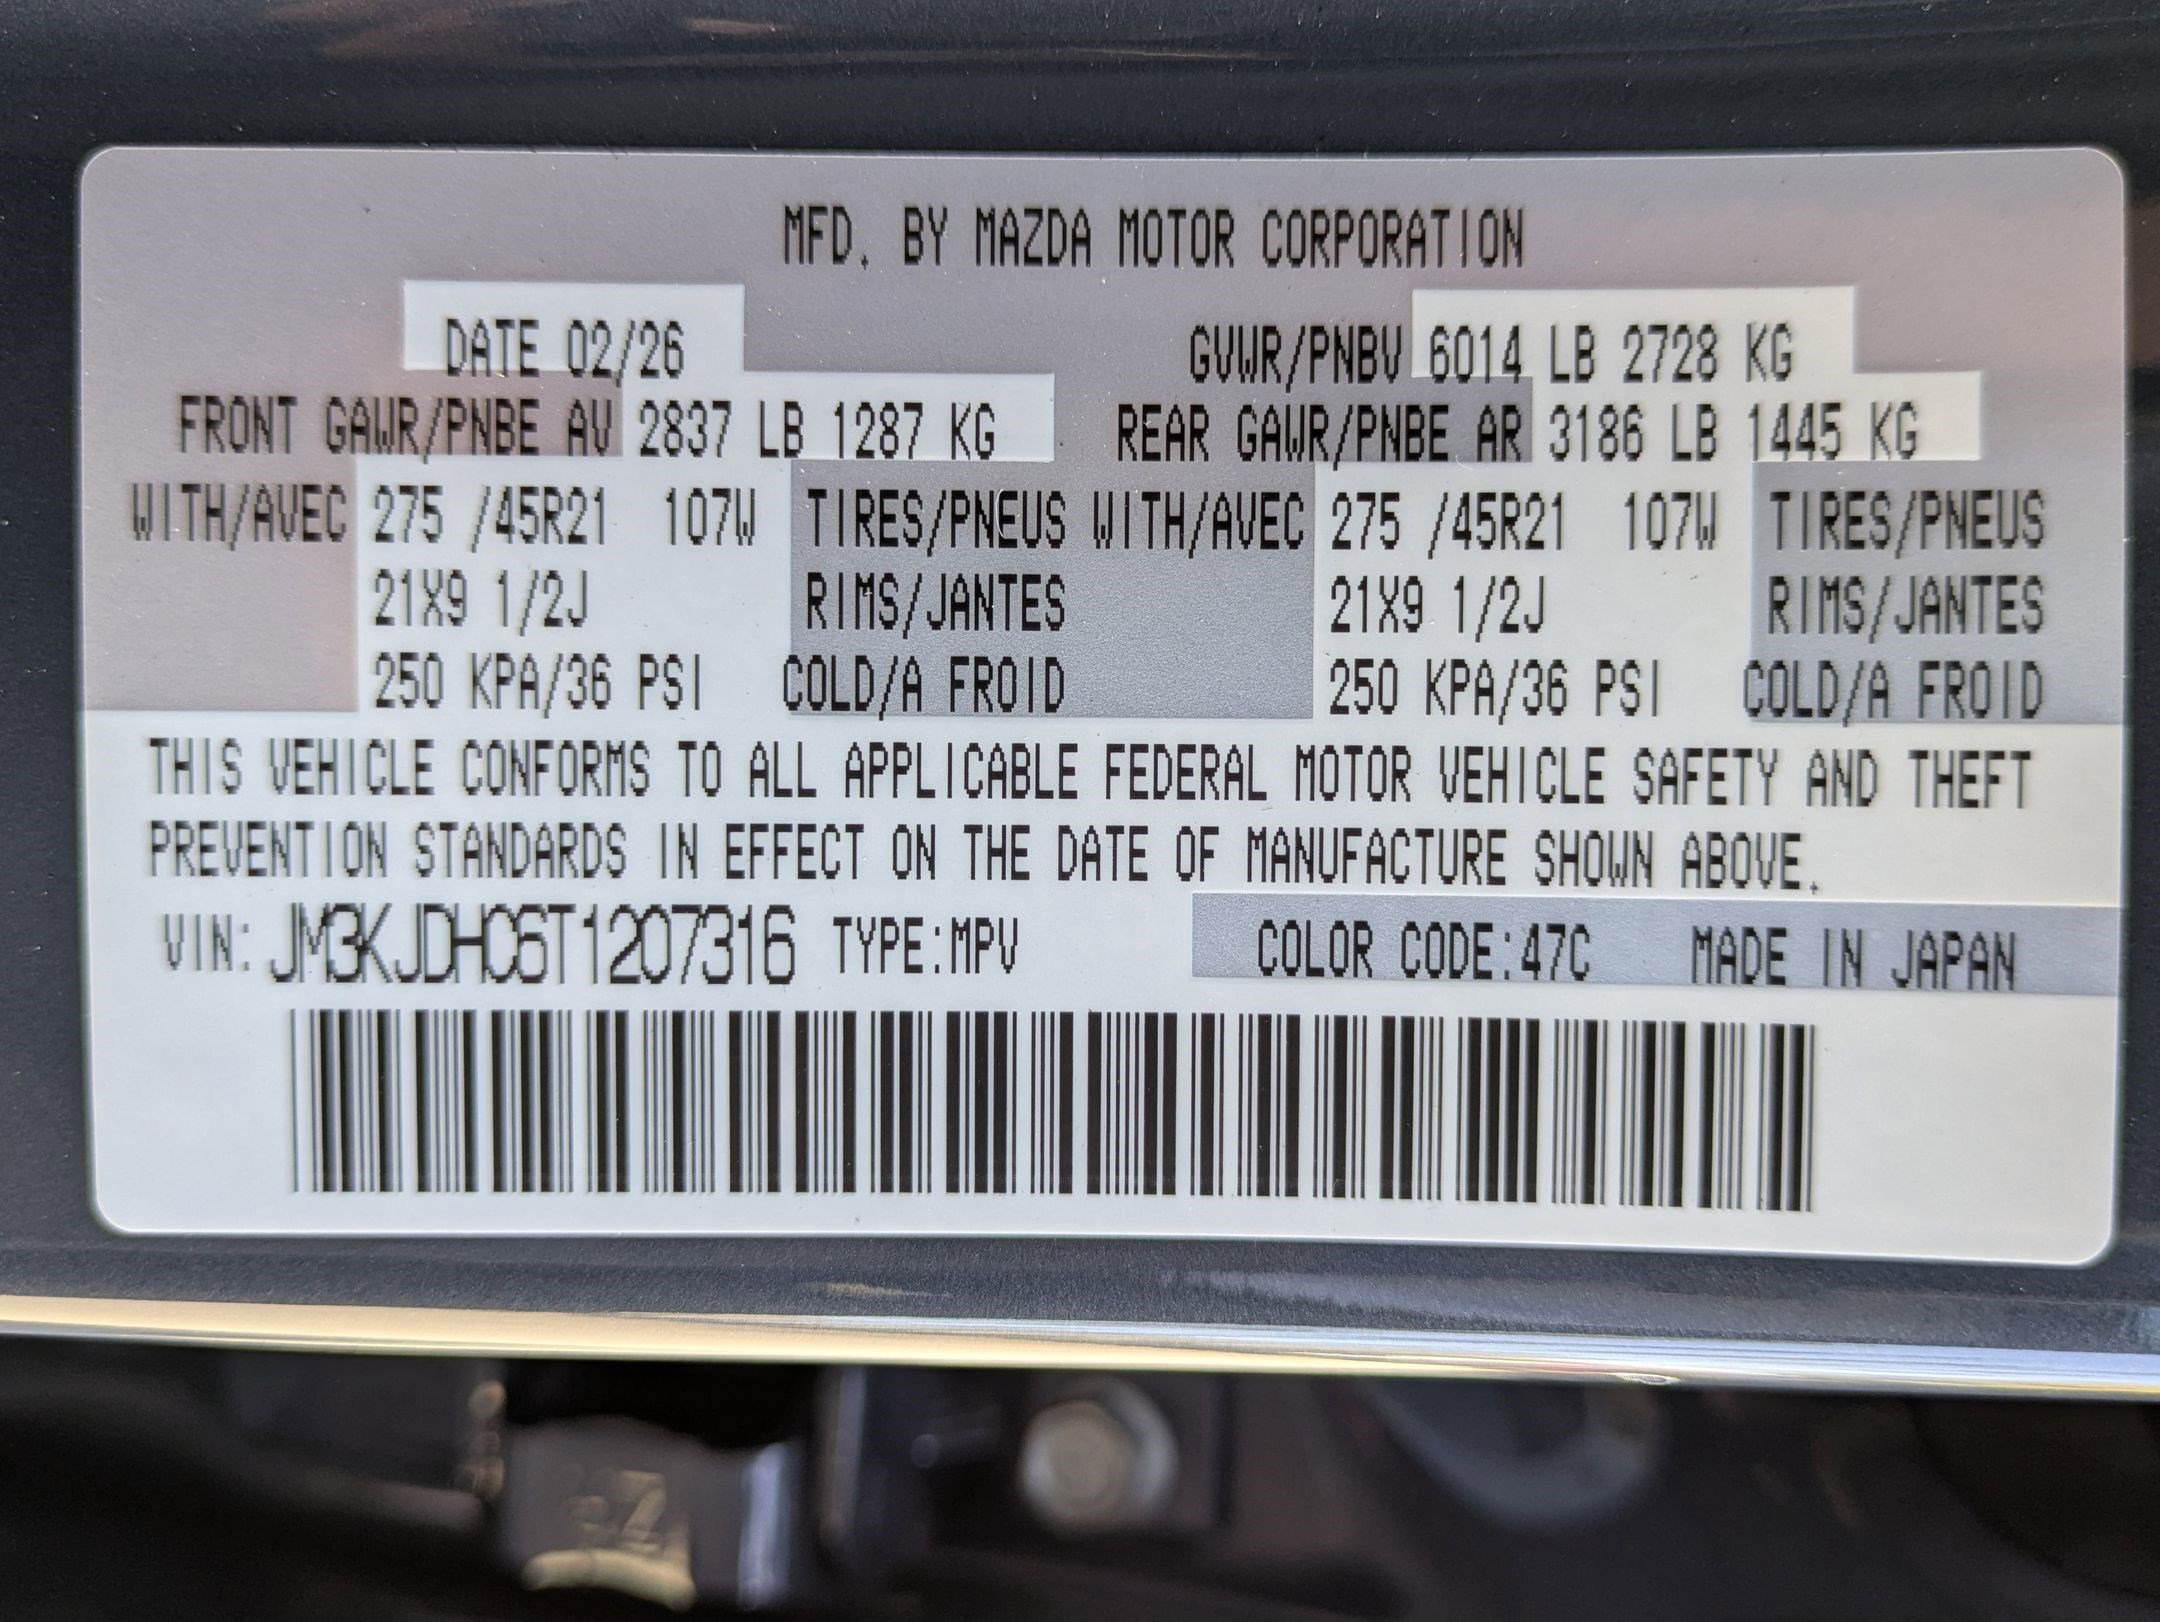 MFD. BY MAZDA MOTOR CORPORATION
DATE 02/26 GVWR/PNBV 6014 LB 2728 KG
FRONT GAWR/PNBE AV 2837 LB 1287 KG REAR GAWR/PNBE AR 3186 LB 1445 KG
WITH/AVEC 275 /45R21 107W TIRES/PNEUS WITH/AVEC 275 /45R21 107W TIRES/PNEUS
21X9 1/2J RIMS/JANTES 21X9 1/2J RIMS/JANTES
250 KPA/36 PSI COLD/A FROID 250 KPA/36 PSI COLD/A FROID
THIS VEHICLE CONFORMS TO ALL APPLICABLE FEDERAL MOTOR VEHICLE SAFETY AND THEFT
PREVENTION STANDARDS IN EFFECT ON THE DATE OF MANUFACTURE SHOWN ABOVE.
VIN: JM3KJDHC6T1207316 TYPE:MPV COLOR CODE:47C MADE IN JAPAN